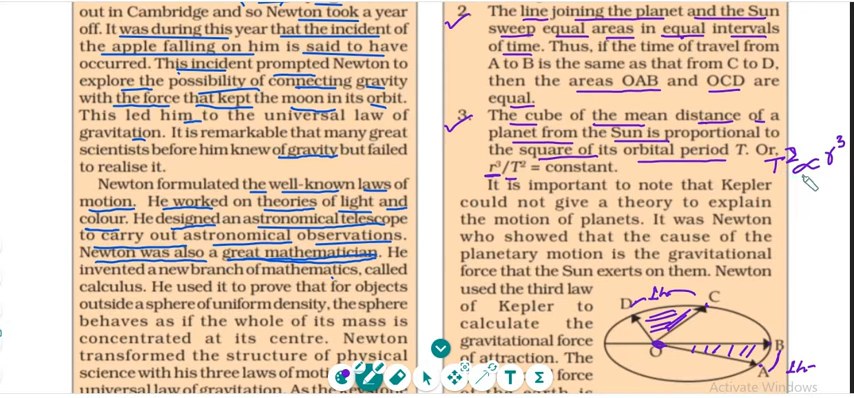 out in Cambridge and so Newton took a year
off. It was during this year that the incident of
the apple falling on him is said to have
occurred. This incident prompted Newton to
explore the possibility of connecting gravity
with the force that kept the moon in its orbit.
This led him to the universal law of
gravitation. It is remarkable that many great
scientists before him knew of gravity but failed
to realise it.
Newton formulated the well-known laws of
motion. He worked on theories of light and
colour. He designed an astronomical telescope
to carry out astronomical observations.
Newton was also a great mathematician. He
invented a new branch of mathematics, called
calculus. He used it to prove that for objects
outside a sphere of uniform density, the sphere
behaves as if the whole of its mass is
concentrated at its centre. Newton
transformed the structure of physical
science with his three laws of moti
universal law of gravitation. As the keystone
2. The line joining the planet and the Sun
sweep equal areas in equal intervals
of time. Thus, if the time of travel from
A to B is the same as that from C to D,
then the areas OAB and OCD are
equal.
3. The cube of the mean distance of a
planet from the Sun is proportional to
the square of its orbital period T. Or,
r³/T² = constant.
T² ∝ r³
It is important to note that Kepler
could not give a theory to explain
the motion of planets. It was Newton
who showed that the cause of the
planetary motion is the gravitational
force that the Sun exerts on them. Newton
used the third law
of Kepler to
calculate the
gravitational force
of attraction. The
force
of the earth is
D
C
O
B
A
T
Σ
Activate Windows